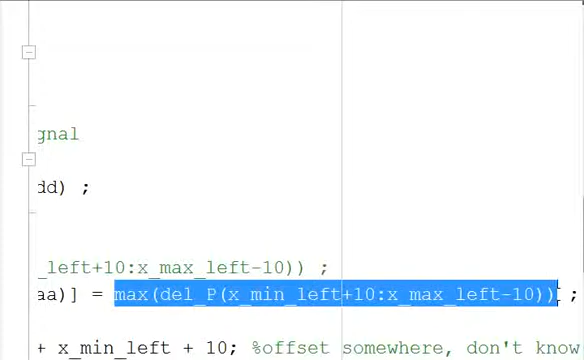 gnal
dd) ;
_left+10:x_max_left-10)) ;
aa)] = max(del_P(x_min_left+10:x_max_left-10)) ;
+ x_min_left + 10; %offset somewhere, don't know